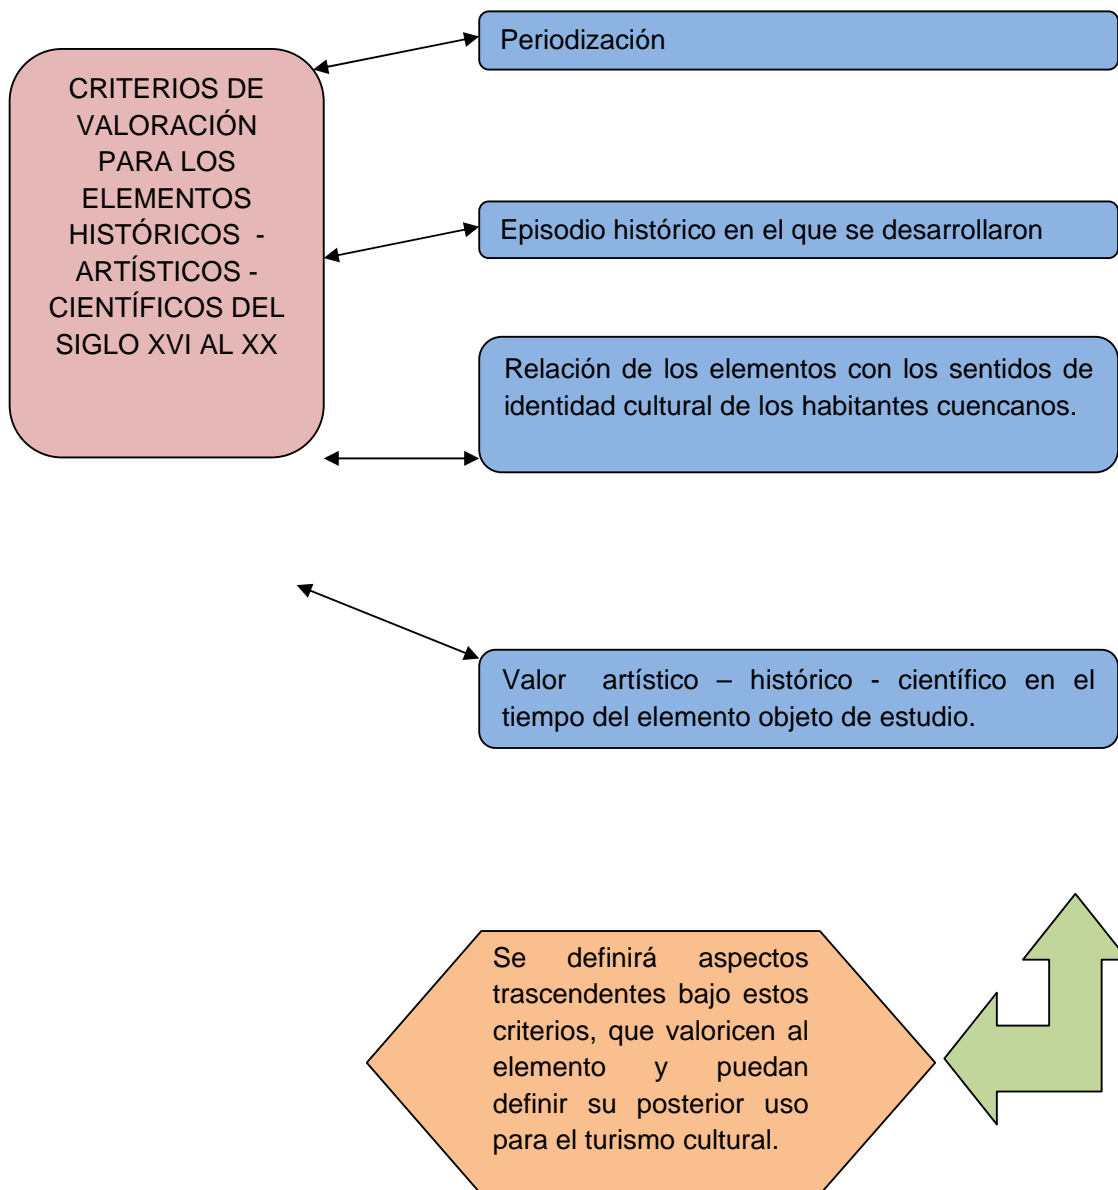 CRITERIOS DE
VALORACIÓN
PARA LOS
ELEMENTOS
HISTÓRICOS -
ARTÍSTICOS -
CIENTÍFICOS DEL
SIGLO XVI AL XX
Periodización
Episodio histórico en el que se desarrollaron
Relación de los elementos con los sentidos de
identidad cultural de los habitantes cuencanos.
Valor artístico – histórico - científico en el
tiempo del elemento objeto de estudio.
Se definirá aspectos
trascendentes bajo estos
criterios, que valoricen al
elemento y puedan
definir su posterior uso
para el turismo cultural.